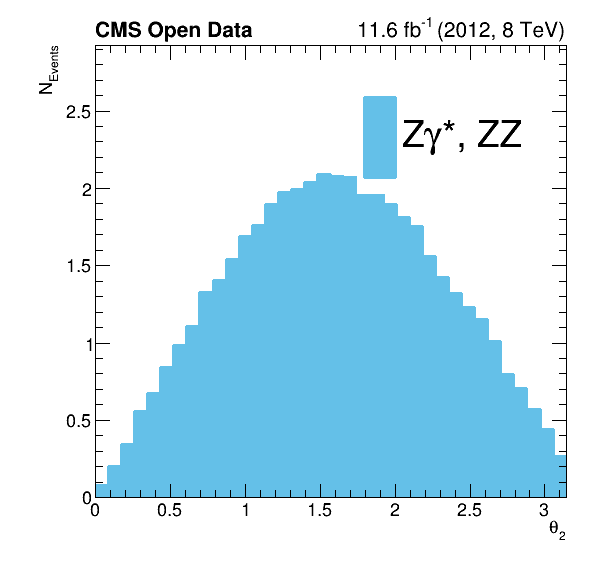 CMS Open Data 11.6 fb⁻¹ (2012, 8 TeV)
N_Events
Zγ*, ZZ
2.5
2
1.5
1
0.5
0
0 0.5 1 1.5 2 2.5 3
θ₂